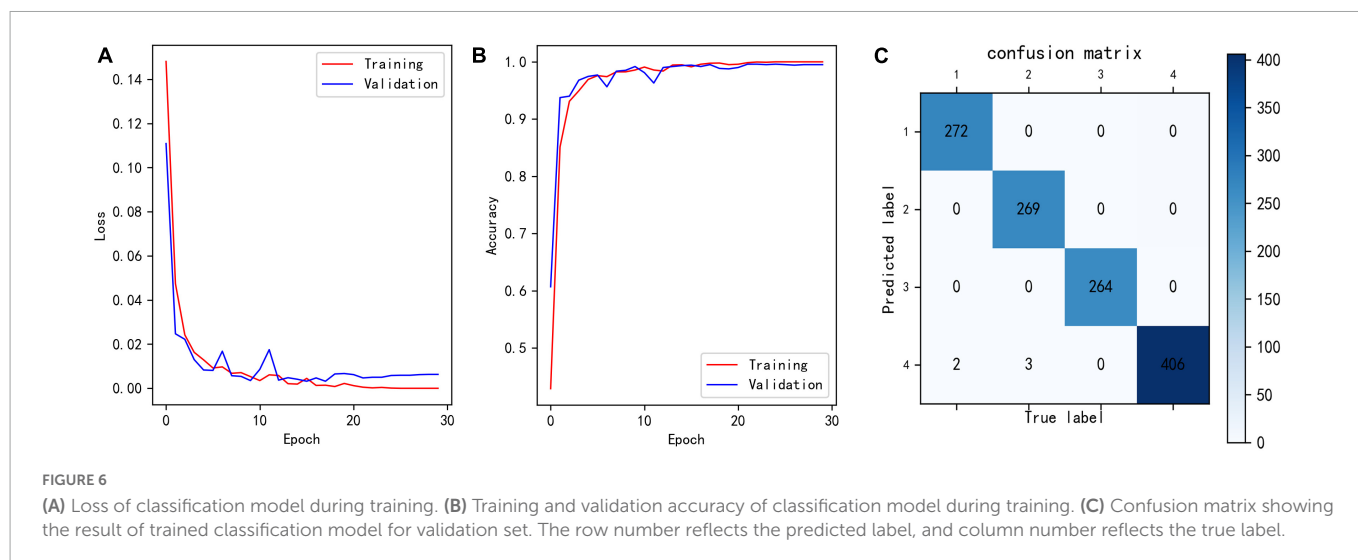 A
Training
Validation
0.14
0.12
0.10
0.08
0.06
0.04
0.02
0.00
Loss
0
10
20
30
Epoch
B
1.0
0.9
0.8
0.7
0.6
0.5
Accuracy
Training
Validation
0
10
20
30
Epoch
C
confusion matrix
1 2 3 4
1 272 0 0 0
2 0 269 0 0
3 0 0 264 0
4 2 3 0 406
Predicted label
True label
400
350
300
250
200
150
100
50
0
FIGURE 6
(A) Loss of classification model during training. (B) Training and validation accuracy of classification model during training. (C) Confusion matrix showing
the result of trained classification model for validation set. The row number reflects the predicted label, and column number reflects the true label.